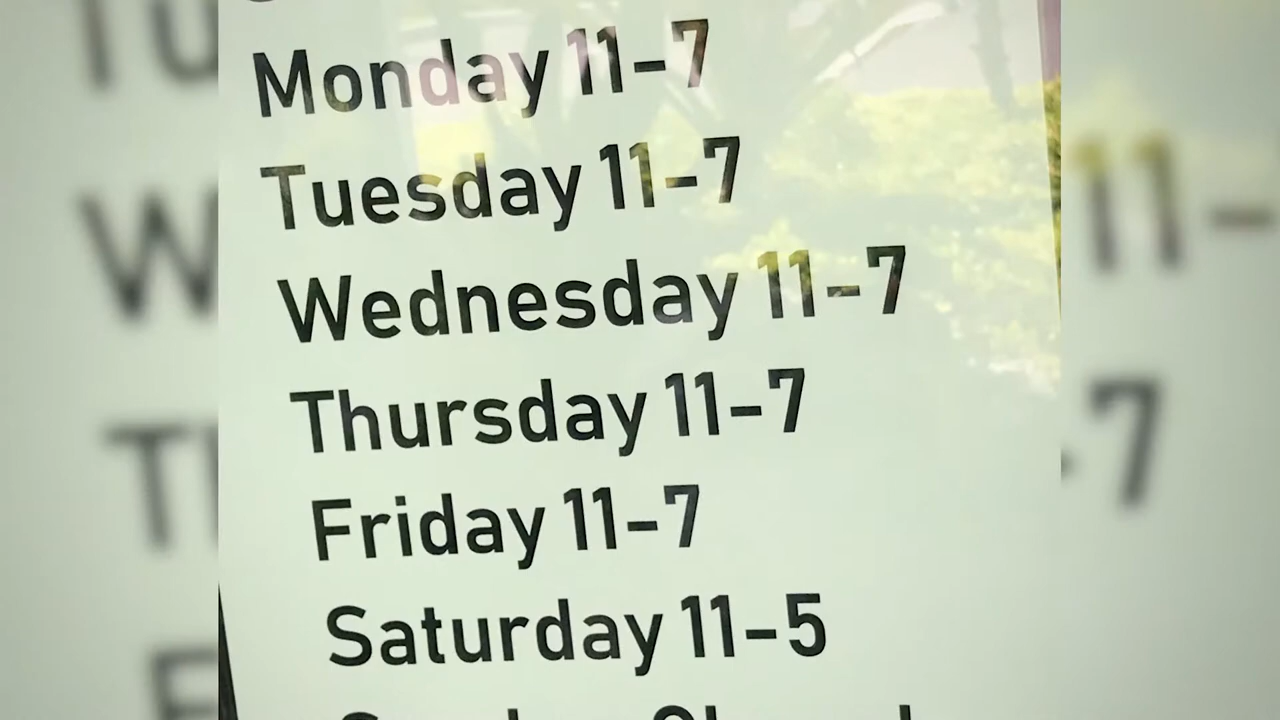 Monday 11-7
Tuesday 11-7
Wednesday 11-7
Thursday 11-7
Friday 11-7
Saturday 11-5